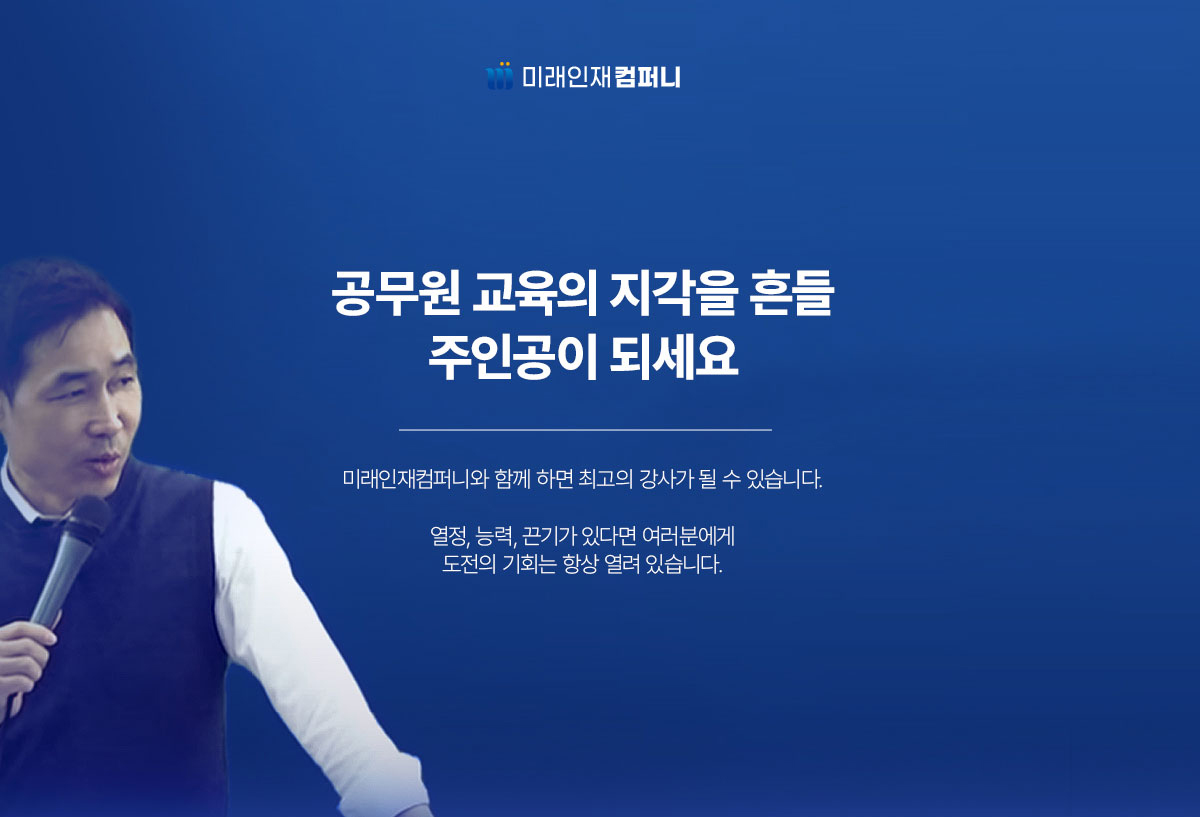 미래인재컴퍼니
공무원 교육의 지각을 흔들
주인공이 되세요
미래인재컴퍼니와 함께 하면 최고의 강사가 될 수 있습니다.
열정, 능력, 끈기가 있다면 여러분에게
도전의 기회는 항상 열려 있습니다.